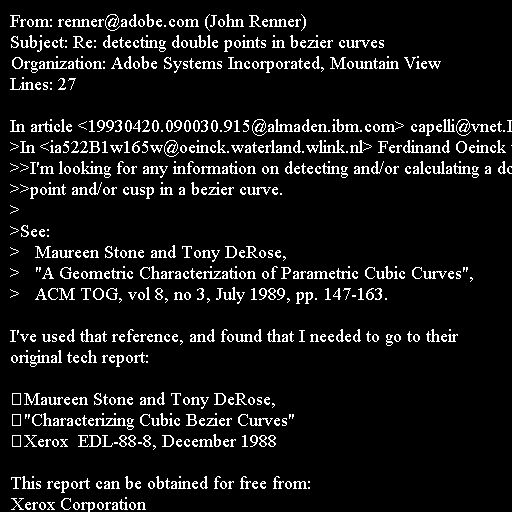 From: renner@adobe.com (John Renner)
Subject: Re: detecting double points in bezier curves
Organization: Adobe Systems Incorporated, Mountain View
Lines: 27

In article <19930420.090030.915@almaden.ibm.com> capelli@vnet.I
>In <ia522B1w165w@oeinck.waterland.wlink.nl> Ferdinand Oeinck
>>I'm looking for any information on detecting and/or calculating a do
>>point and/or cusp in a bezier curve.
>
>See:
>   Maureen Stone and Tony DeRose,
>   "A Geometric Characterization of Parametric Cubic Curves",
>   ACM TOG, vol 8, no 3, July 1989, pp. 147-163.

I've used that reference, and found that I needed to go to their
original tech report:

Maureen Stone and Tony DeRose,
"Characterizing Cubic Bezier Curves"
Xerox  EDL-88-8, December 1988

This report can be obtained for free from:
Xerox Corporation